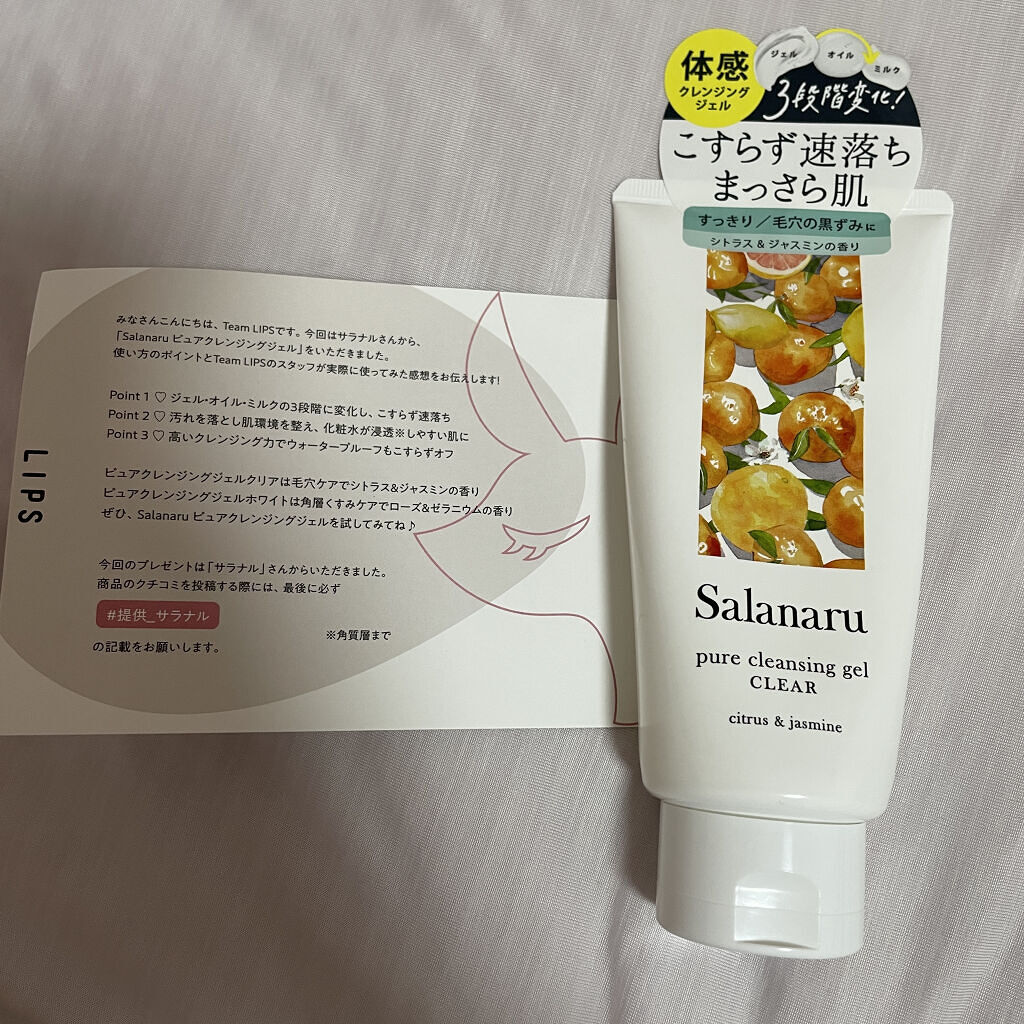 LIPS
みなさんこんにちは、Team LIPSです。今回はサラナルさんから、
「Salanaru ピュアクレンジングジェル」をいただきました。
使い方のポイントとTeam LIPSのスタッフが実際に使ってみた感想をお伝えします!
Point 1 ♡ ジェル・オイル・ミルクの3段階に変化し、こすらず速落ち
Point 2 ♡ 汚れを落とし肌環境を整え、化粧水が浸透※しやすい肌に
Point 3 ♡ 高いクレンジング力でウォータープルーフもこすらずオフ
ピュアクレンジングジェルクリアは毛穴ケアでシトラス&ジャスミンの香り
ピュアクレンジングジェルホワイトは角層くすみケアでローズ&ゼラニウムの香り
ぜひ、Salanaru ピュアクレンジングジェルを試してみてね♪
今回のプレゼントは「サラナル」さんからいただきました。
商品のクチコミを投稿する際には、最後に必ず
#提供_サラナル
の記載をお願いします。
※角質層まで
体感
クレンジング
ジェル
ジェル
オイル
ミルク
3段階変化!
こすらず速落ち
まっさら肌
すっきり/毛穴の黒ずみに
シトラス&ジャスミンの香り
Salanaru
pure cleansing gel
CLEAR
citrus & jasmine